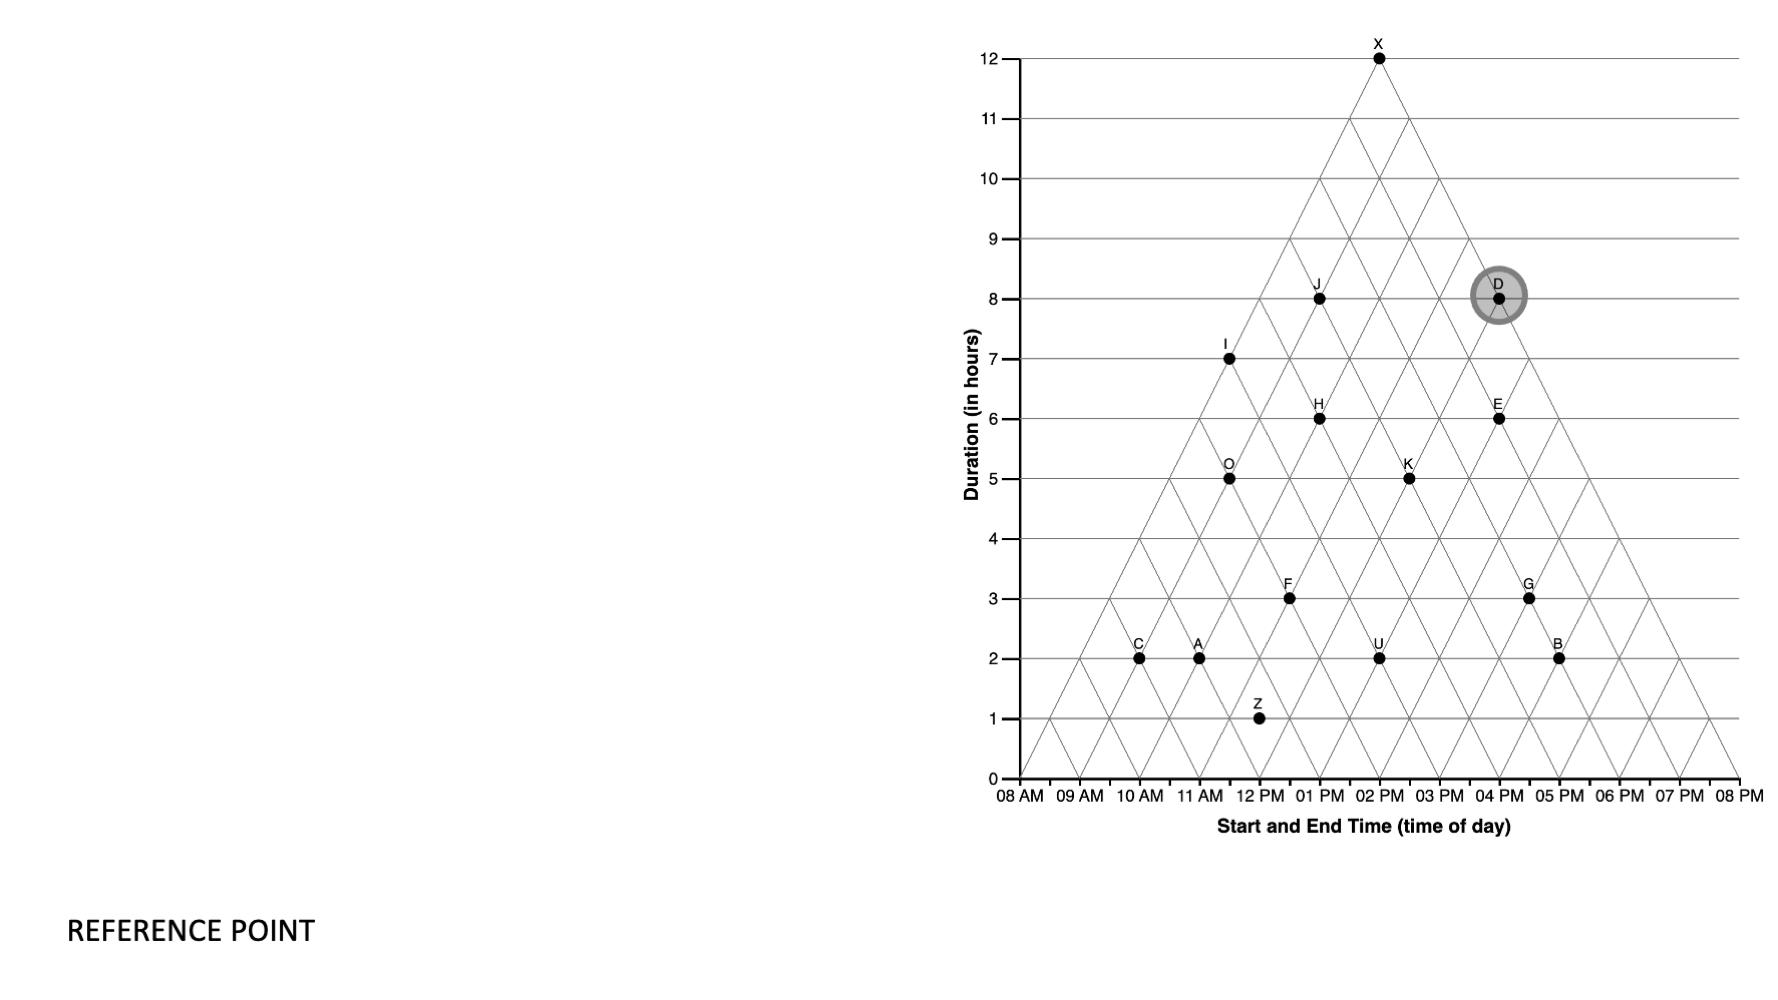 X
12
11
10
9
J
D
8
I
7
H
E
6
O
K
5
4
F
G
3
C
A
U
B
2
Z
1
0
08 AM 09 AM 10 AM 11 AM 12 PM 01 PM 02 PM 03 PM 04 PM 05 PM 06 PM 07 PM 08 PM
Duration (in hours)
Start and End Time (time of day)
REFERENCE POINT